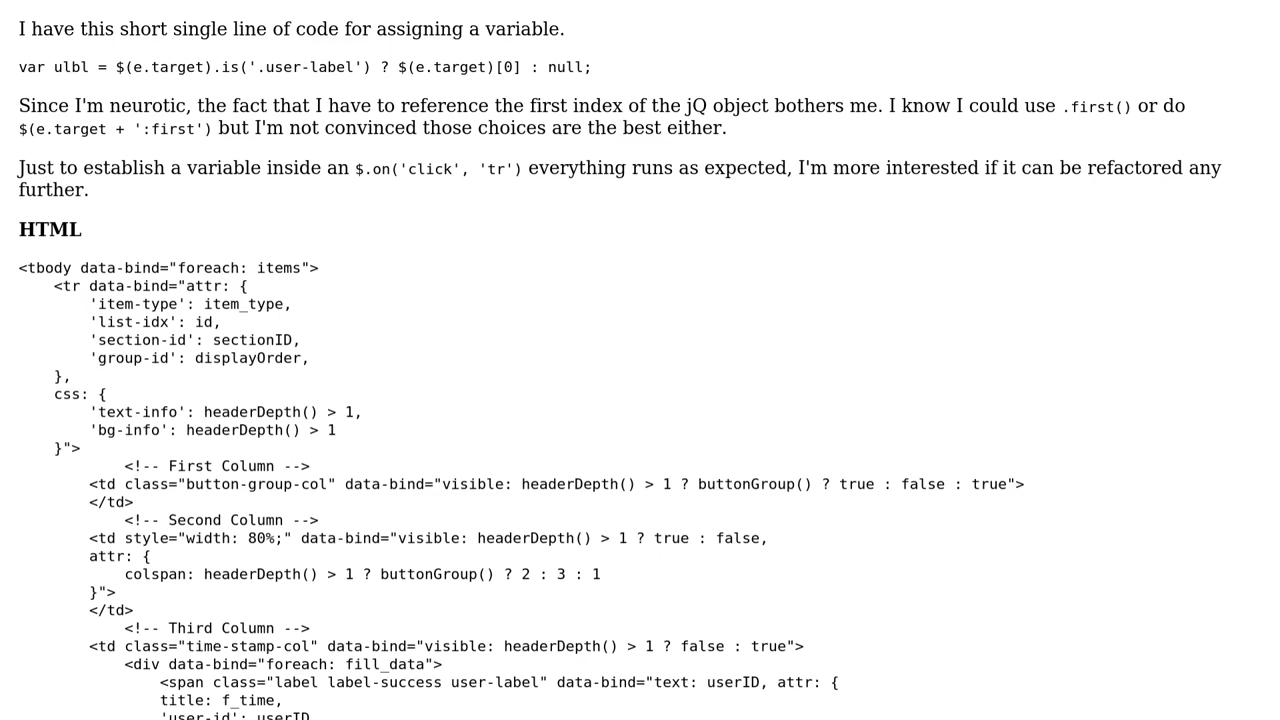 I have this short single line of code for assigning a variable.
var ulbl = $(e.target).is('.user-label') ? $(e.target)[0] : null;
Since I'm neurotic, the fact that I have to reference the first index of the jQ object bothers me. I know I could use .first() or do
$(e.target + ':first') but I'm not convinced those choices are the best either.
Just to establish a variable inside an $.on('click', 'tr') everything runs as expected, I'm more interested if it can be refactored any
further.
HTML
<tbody data-bind="foreach: items">
    <tr data-bind="attr: {
        'item-type': item_type,
        'list-idx': id,
        'section-id': sectionID,
        'group-id': displayOrder,
    },
    css: {
        'text-info': headerDepth() > 1,
        'bg-info': headerDepth() > 1
    }">
            <!-- First Column -->
        <td class="button-group-col" data-bind="visible: headerDepth() > 1 ? buttonGroup() ? true : false : true">
        </td>
            <!-- Second Column -->
        <td style="width: 80%;" data-bind="visible: headerDepth() > 1 ? true : false,
        attr: {
            colspan: headerDepth() > 1 ? buttonGroup() ? 2 : 3 : 1
        }">
        </td>
            <!-- Third Column -->
        <td class="time-stamp-col" data-bind="visible: headerDepth() > 1 ? false : true">
            <div data-bind="foreach: fill_data">
                <span class="label label-success user-label" data-bind="text: userID, attr: {
                title: f_time,
                'user-id': userID